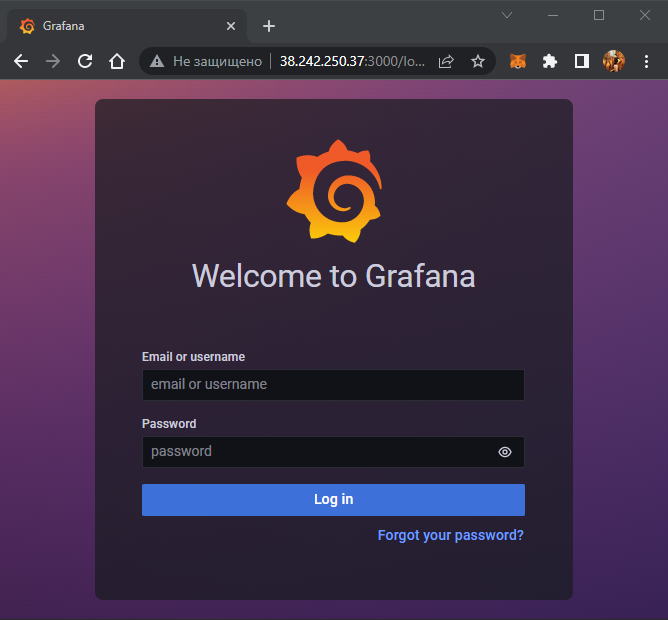 Grafana
Не защищено
38.242.250.37:3000/lo...
Welcome to Grafana
Email or username
email or username
Password
password
Log in
Forgot your password?